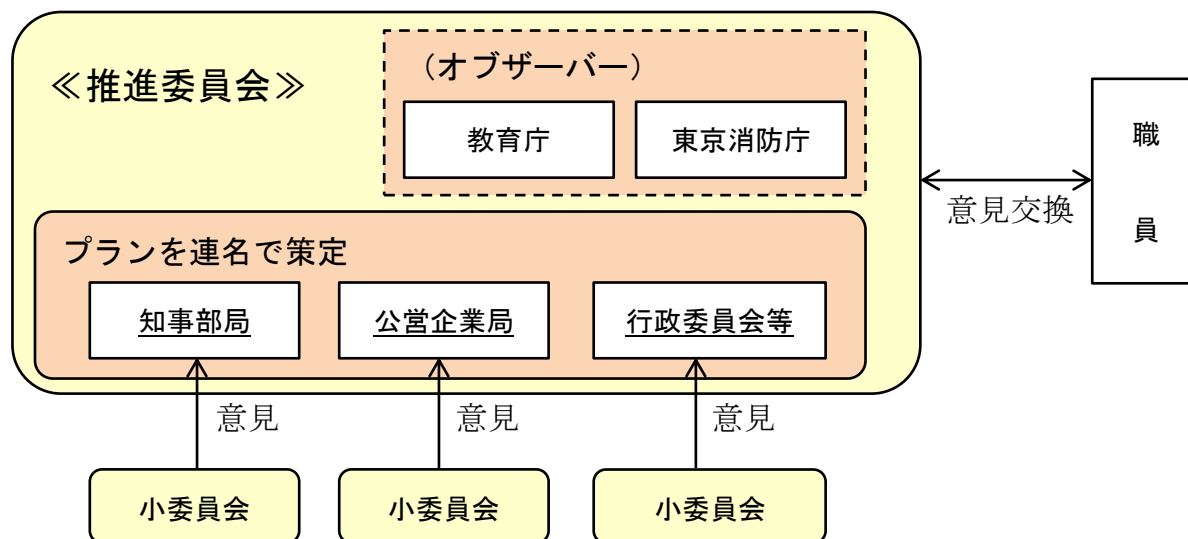 ≪推進委員会≫
（オブザーバー）
教育庁
東京消防庁
職員
意見交換
プランを連名で策定
知事部局
公営企業局
行政委員会等
意見
意見
意見
小委員会
小委員会
小委員会